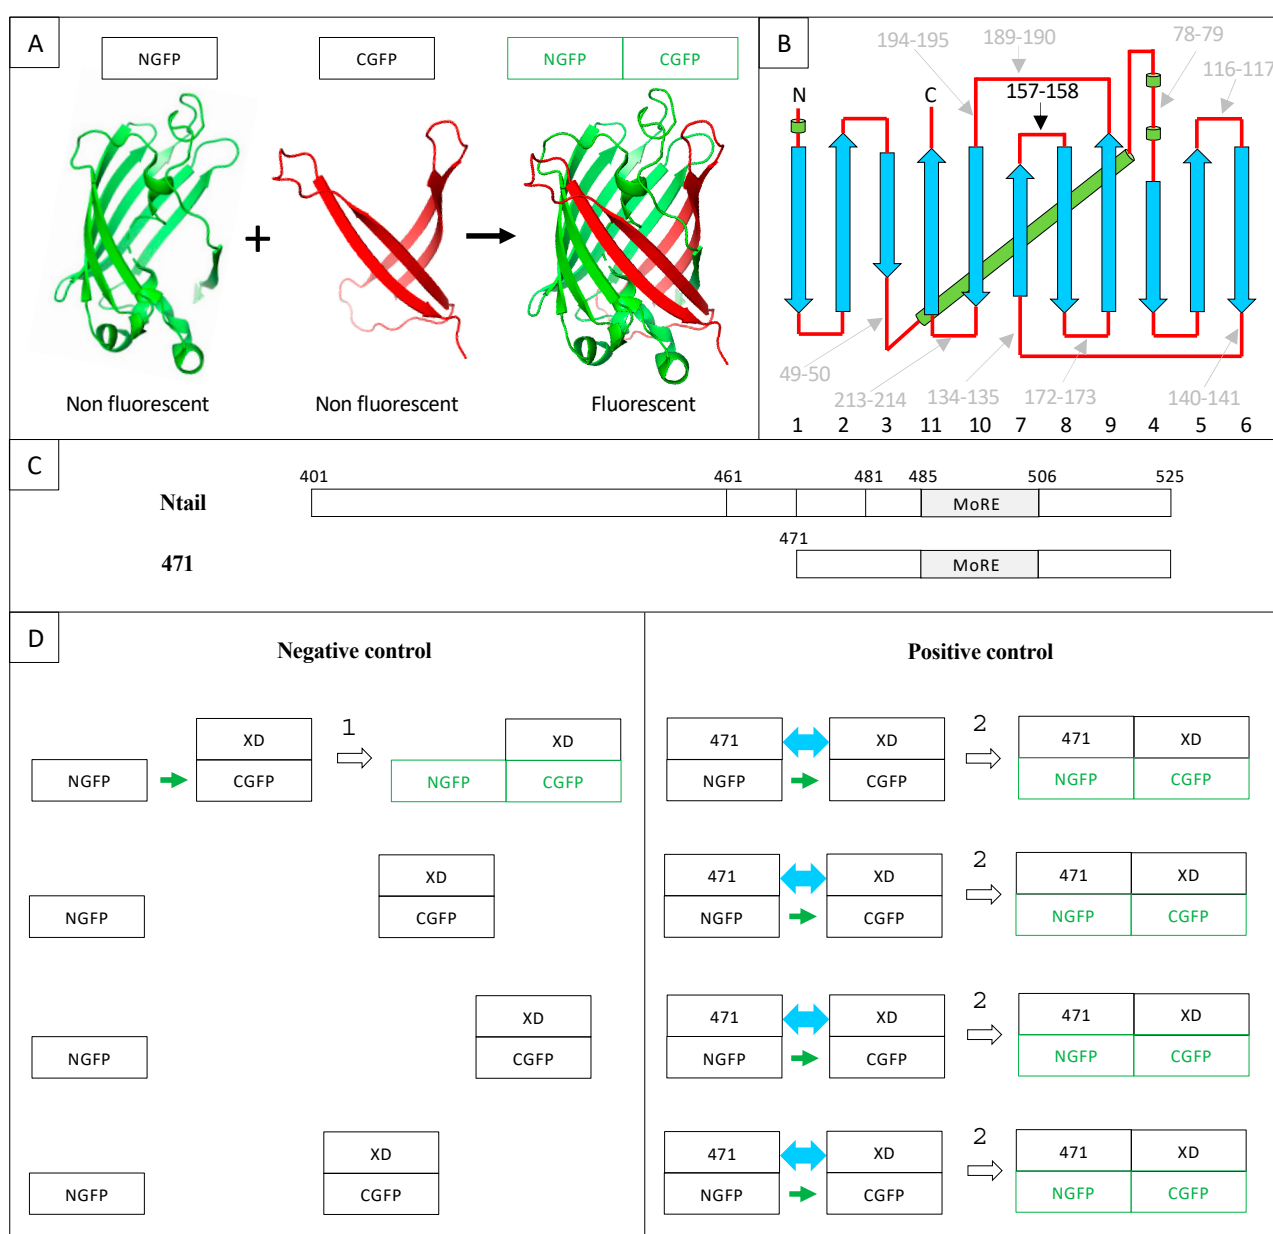 A
NGFP
CGFP
NGFP CGFP
Non fluorescent
Non fluorescent
Fluorescent
B
194-195
189-190
78-79
116-117
157-158
N
C
49-50
213-214
134-135
172-173
140-141
1 2 3 11 10 7 8 9 4 5 6
C
401 461 481 485 506 525
Ntail
MoRE
471
471
MoRE
D
Negative control
XD
NGFP
CGFP
1
XD
NGFP CGFP
XD
NGFP
CGFP
XD
NGFP
CGFP
XD
NGFP
CGFP
Positive control
471 XD
NGFP CGFP
2
471 XD
NGFP CGFP
471 XD
NGFP CGFP
2
471 XD
NGFP CGFP
471 XD
NGFP CGFP
2
471 XD
NGFP CGFP
471 XD
NGFP CGFP
2
471 XD
NGFP CGFP